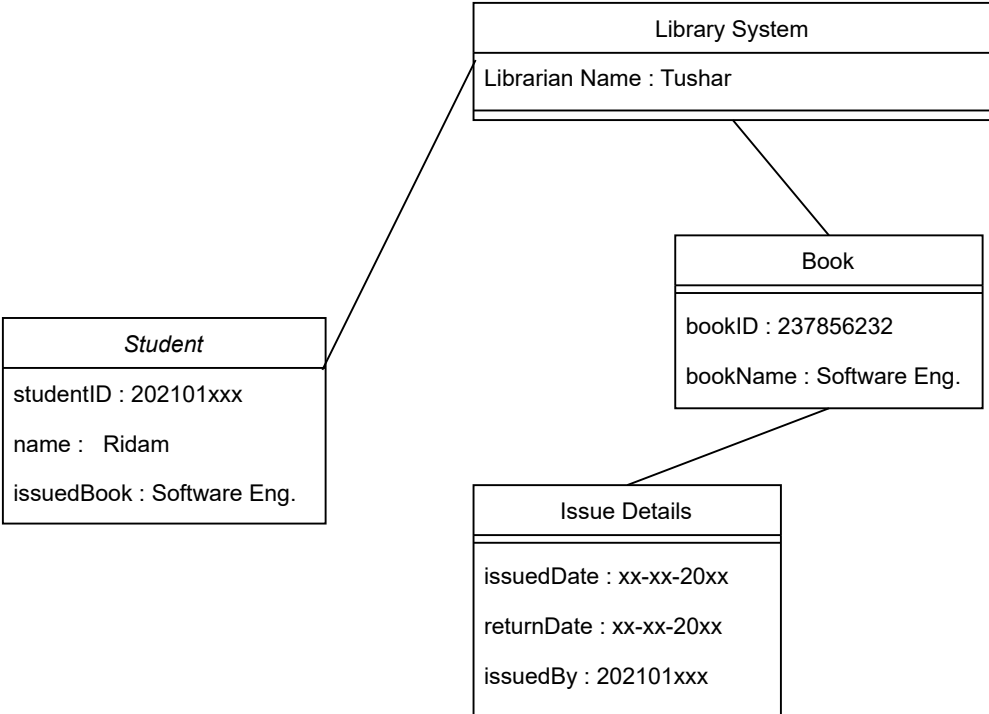 Library System
Librarian Name : Tushar
Book
bookID : 237856232
bookName : Software Eng.
Student
studentID : 202101xxx
name :   Ridam
issuedBook : Software Eng.
Issue Details
issuedDate : xx-xx-20xx
returnDate : xx-xx-20xx
issuedBy : 202101xxx